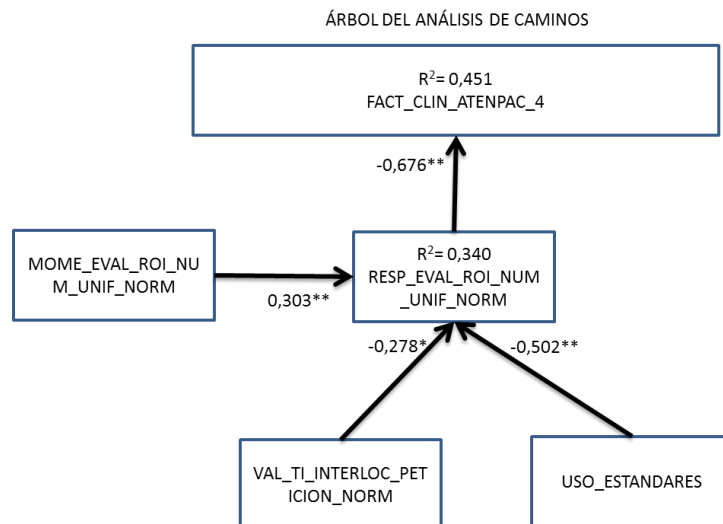 ÁRBOL DEL ANÁLISIS DE CAMINOS
R²= 0,451
FACT_CLIN_ATENPAC_4
-0,676**
MOME_EVAL_ROI_NU
M_UNIF_NORM
0,303**
R²= 0,340
RESP_EVAL_ROI_NUM
_UNIF_NORM
-0,278*
-0,502**
VAL_TI_INTERLOC_PET
ICION_NORM
USO_ESTANDARES